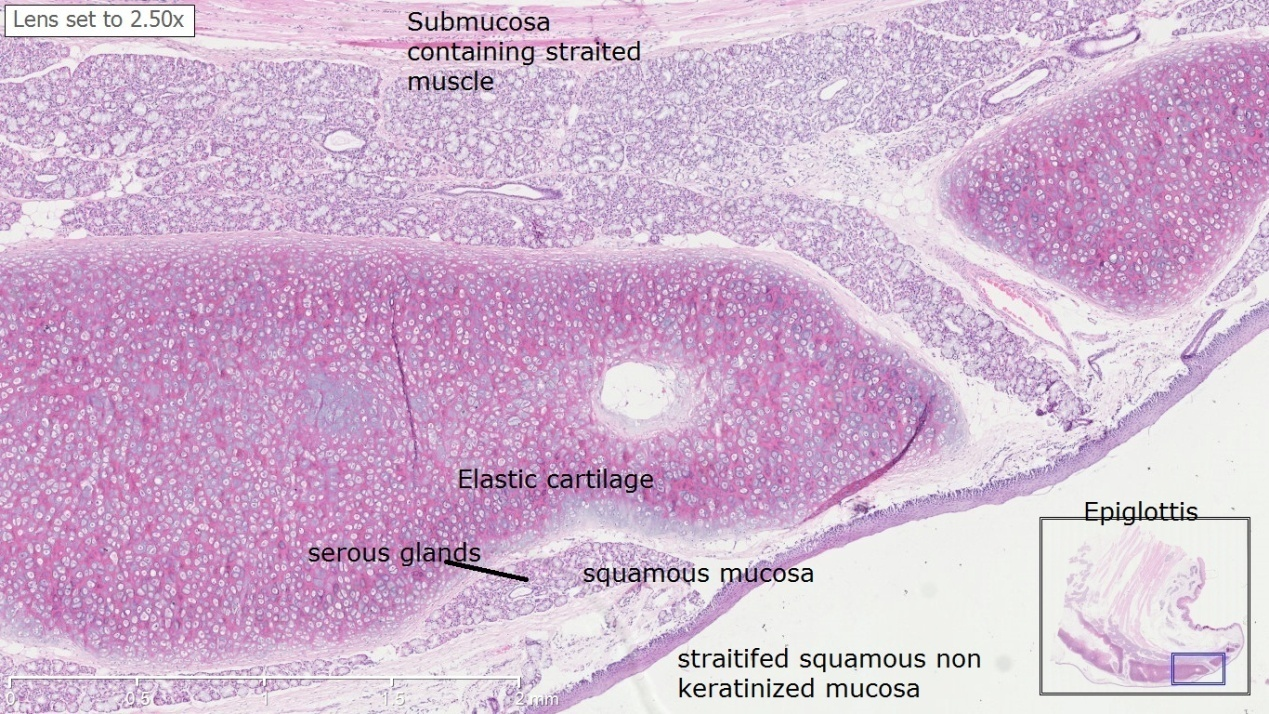 Lens set to 2.50x
Submucosa
containing straited
muscle
Elastic cartilage
serous glands
squamous mucosa
Epiglottis
straitifed squamous non
keratinized mucosa
0 0.5 1 1.5 2 mm